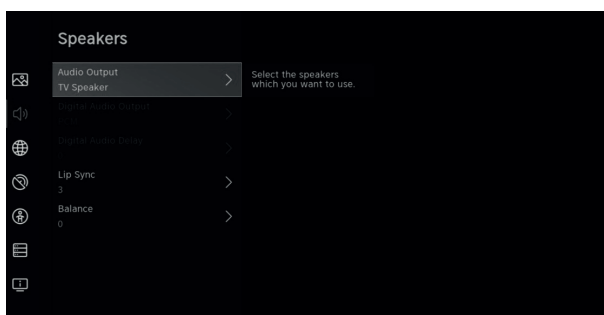 Speakers
Audio Output
TV Speaker
Select the speakers
which you want to use.
Digital Audio Output
Digital Audio Delay
Lip Sync
3
Balance
0